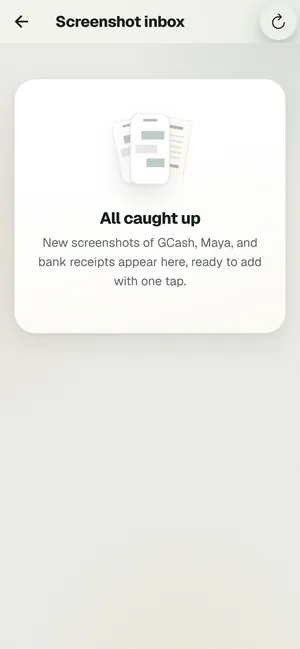 Screenshot inbox
All caught up
New screenshots of GCash, Maya, and
bank receipts appear here, ready to add
with one tap.